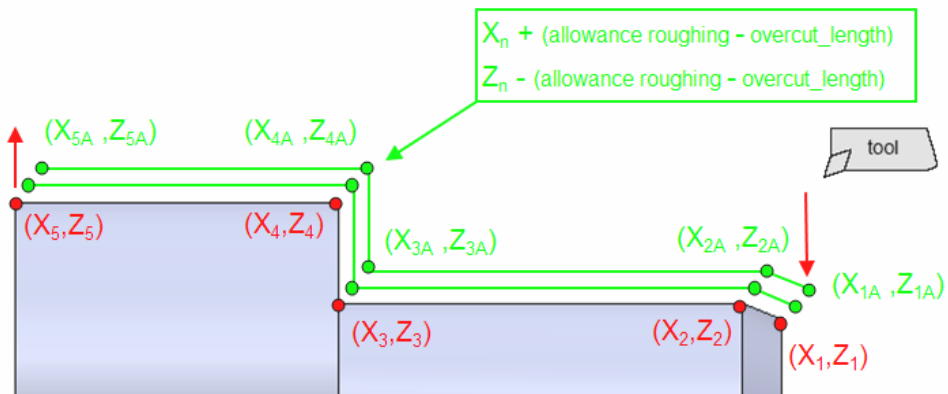 Xn + (allowance roughing - overcut_length)
Zn - (allowance roughing - overcut_length)
(X5A ,Z5A)
(X4A ,Z4A)
tool
(X5,Z5)
(X4,Z4)
(X3A ,Z3A)
(X2A ,Z2A)
(X1A ,Z1A)
(X3,Z3)
(X2,Z2)
(X1,Z1)